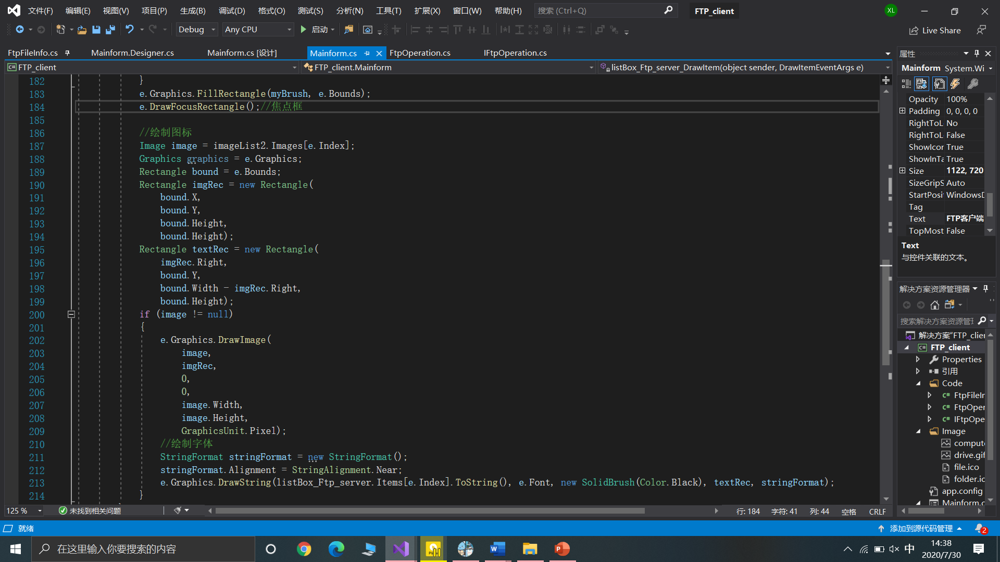 文件(F) 编辑(E) 视图(V) 项目(P) 生成(B) 调试(D) 格式(O) 测试(S) 分析(N) 工具(T) 扩展(X) 窗口(W) 帮助(H) 搜索 (Ctrl+Q) FTP_client XL
Debug Any CPU 启动 Live Share
FtpFileInfo.cs Mainform.Designer.cs Mainform.cs [设计] Mainform.cs FtpOperation.cs IFtpOperation.cs
FTP_client FTP_client.Mainform listBox_Ftp_server_DrawItem(object sender, DrawItemEventArgs e)
182 }
183 e.Graphics.FillRectangle(myBrush, e.Bounds);
184 e.DrawFocusRectangle();//焦点框
185
186 //绘制图标
187 Image image = imageList2.Images[e.Index];
188 Graphics graphics = e.Graphics;
189 Rectangle bound = e.Bounds;
190 Rectangle imgRec = new Rectangle(
191 bound.X,
192 bound.Y,
193 bound.Height,
194 bound.Height);
195 Rectangle textRec = new Rectangle(
196 imgRec.Right,
197 bound.Y,
198 bound.Width - imgRec.Right,
199 bound.Height);
200 if (image != null)
201 {
202 e.Graphics.DrawImage(
203 image,
204 imgRec,
205 0,
206 0,
207 image.Width,
208 image.Height,
209 GraphicsUnit.Pixel);
210 //绘制字体
211 StringFormat stringFormat = new StringFormat();
212 stringFormat.Alignment = StringAlignment.Near;
213 e.Graphics.DrawString(listBox_Ftp_server.Items[e.Index].ToString(), e.Font, new SolidBrush(Color.Black), textRec, stringFormat);
214 }
125 % 未找到相关问题 行: 184 字符: 41 列: 44 空格 CRLF
属性
Mainform System.Wi
Opacity 100%
Padding 0, 0, 0, 0
RightToL No
RightToL False
ShowIcon True
ShowInTa True
Size 1122, 720
SizeGripS Auto
StartPosit WindowsD
Tag
Text FTP客户端
TopMost False
Text
与控件关联的文本。
解决方案资源管理器
搜索解决方案资源管理
解决方案"FTP_clien
FTP_client
Properties
引用
Code
FtpFileIn
FtpOper
IFtpOpe
Image
compute
drive.gif
file.ico
folder.ic
app.config
Mainform.c
就绪 添加到源代码管理 2
在这里输入你要搜索的内容 中 14:38
2020/7/30